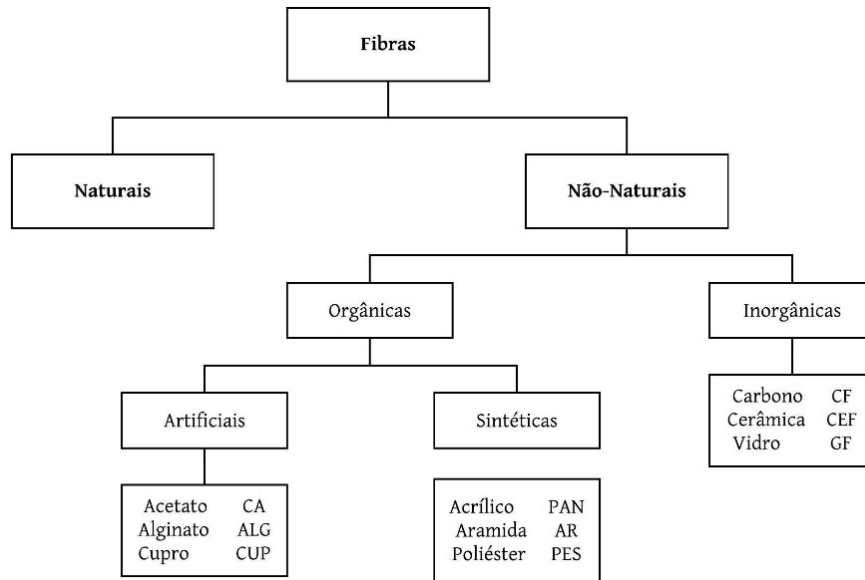 Fibras
Naturais
Não-Naturais
Orgânicas
Inorgânicas
Artificiais
Sintéticas
Carbono CF
Cerâmica CEF
Vidro GF
Acetato CA
Alginato ALG
Cupro CUP
Acrílico PAN
Aramida AR
Poliéster PES